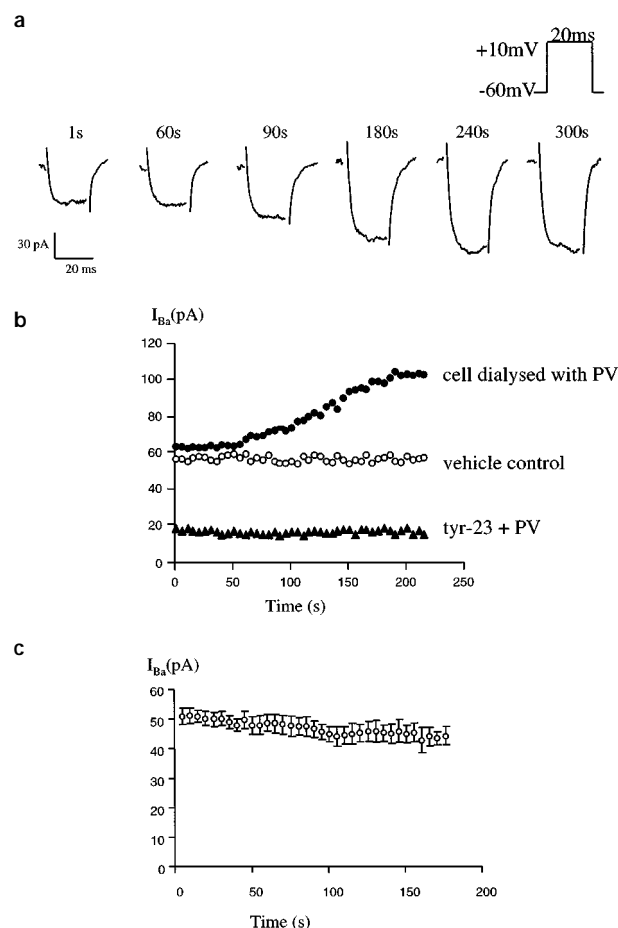 a
20ms
+10mV
-60mV
1s 60s 90s 180s 240s 300s
30 pA
20 ms
b
I_Ba(pA)
120
100
80
60
40
20
0
cell dialysed with PV
vehicle control
tyr-23 + PV
0 50 100 150 200 250
Time (s)
c
I_Ba(pA)
60
50
40
30
20
10
0
0 50 100 150 200
Time (s)